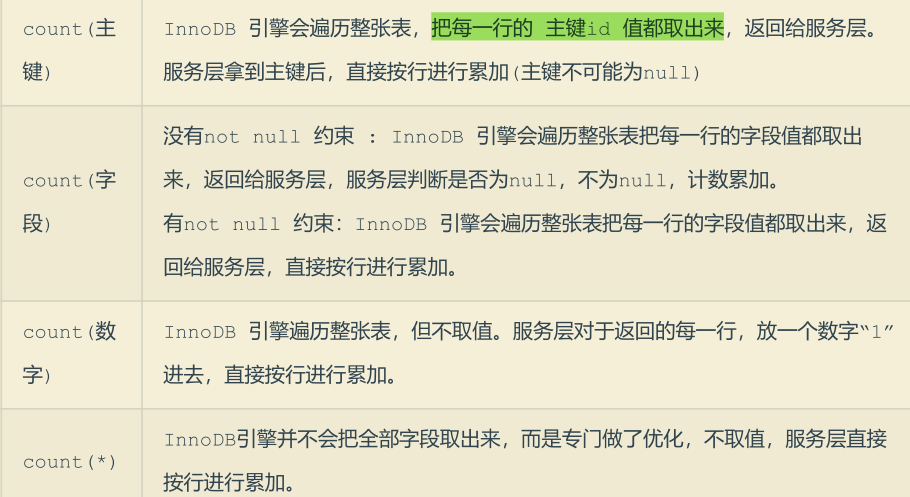 count(主
键)
InnoDB 引擎会遍历整张表，把每一行的 主键id 值都取出来，返回给服务层。
服务层拿到主键后，直接按行进行累加(主键不可能为null)
count(字
段)
没有not null 约束 : InnoDB 引擎会遍历整张表把每一行的字段值都取出
来，返回给服务层，服务层判断是否为null，不为null，计数累加。
有not null 约束：InnoDB 引擎会遍历整张表把每一行的字段值都取出来，返
回给服务层，直接按行进行累加。
count(数
字)
InnoDB 引擎遍历整张表，但不取值。服务层对于返回的每一行，放一个数字“1”
进去，直接按行进行累加。
count(*)
InnoDB引擎并不会把全部字段取出来，而是专门做了优化，不取值，服务层直接
按行进行累加。